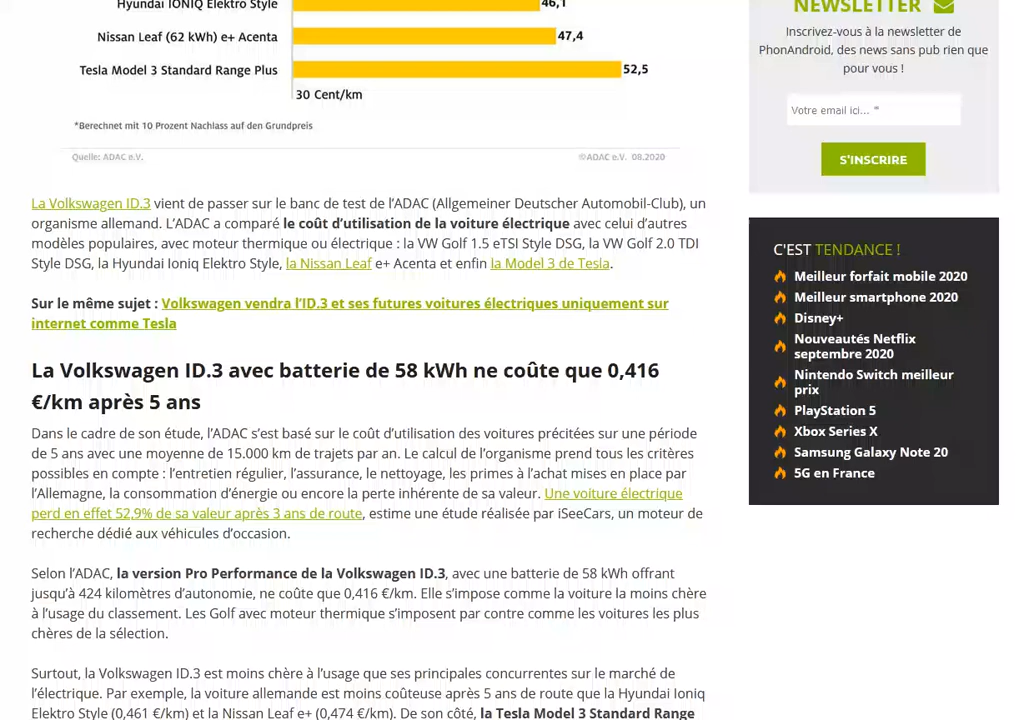 Hyundai IONIQ Elektro Style 46,1
Nissan Leaf (62 kWh) e+ Acenta 47,4
Tesla Model 3 Standard Range Plus 52,5
30 Cent/km
*Berechnet mit 10 Prozent Nachlass auf den Grundpreis
Quelle: ADAC e.V. ©ADAC e.V. 08.2020
La Volkswagen ID.3 vient de passer sur le banc de test de l’ADAC (Allgemeiner Deutscher Automobil-Club), un
organisme allemand. L’ADAC a comparé le coût d’utilisation de la voiture électrique avec celui d’autres
modèles populaires, avec moteur thermique ou électrique : la VW Golf 1.5 eTSI Style DSG, la VW Golf 2.0 TDI
Style DSG, la Hyundai Ioniq Elektro Style, la Nissan Leaf e+ Acenta et enfin la Model 3 de Tesla.
Sur le même sujet : Volkswagen vendra l’ID.3 et ses futures voitures électriques uniquement sur
internet comme Tesla
La Volkswagen ID.3 avec batterie de 58 kWh ne coûte que 0,416
€/km après 5 ans
Dans le cadre de son étude, l’ADAC s’est basé sur le coût d’utilisation des voitures précitées sur une période
de 5 ans avec une moyenne de 15.000 km de trajets par an. Le calcul de l’organisme prend tous les critères
possibles en compte : l’entretien régulier, l’assurance, le nettoyage, les primes à l’achat mises en place par
l’Allemagne, la consommation d’énergie ou encore la perte inhérente de sa valeur. Une voiture électrique
perd en effet 52,9% de sa valeur après 3 ans de route, estime une étude réalisée par iSeeCars, un moteur de
recherche dédié aux véhicules d’occasion.
Selon l’ADAC, la version Pro Performance de la Volkswagen ID.3, avec une batterie de 58 kWh offrant
jusqu’à 424 kilomètres d’autonomie, ne coûte que 0,416 €/km. Elle s’impose comme la voiture la moins chère
à l’usage du classement. Les Golf avec moteur thermique s’imposent par contre comme les voitures les plus
chères de la sélection.
Surtout, la Volkswagen ID.3 est moins chère à l’usage que ses principales concurrentes sur le marché de
l’électrique. Par exemple, la voiture allemande est moins coûteuse après 5 ans de route que la Hyundai Ioniq
Elektro Style (0,461 €/km) et la Nissan Leaf e+ (0,474 €/km). De son côté, la Tesla Model 3 Standard Range
NEWSLETTER
Inscrivez-vous à la newsletter de
PhonAndroid, des news sans pub rien que
pour vous !
Votre email ici... *
S'INSCRIRE
C'EST TENDANCE !
Meilleur forfait mobile 2020
Meilleur smartphone 2020
Disney+
Nouveautés Netflix
septembre 2020
Nintendo Switch meilleur
prix
PlayStation 5
Xbox Series X
Samsung Galaxy Note 20
5G en France